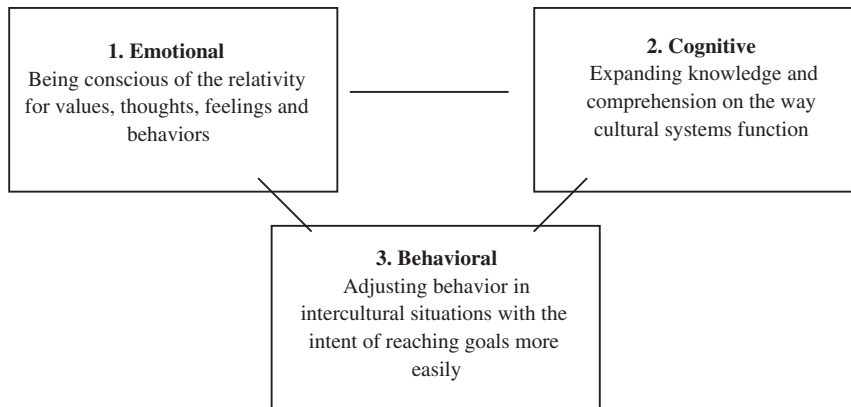 1. Emotional
Being conscious of the relativity
for values, thoughts, feelings and
behaviors
2. Cognitive
Expanding knowledge and
comprehension on the way
cultural systems function
3. Behavioral
Adjusting behavior in
intercultural situations with the
intent of reaching goals more
easily